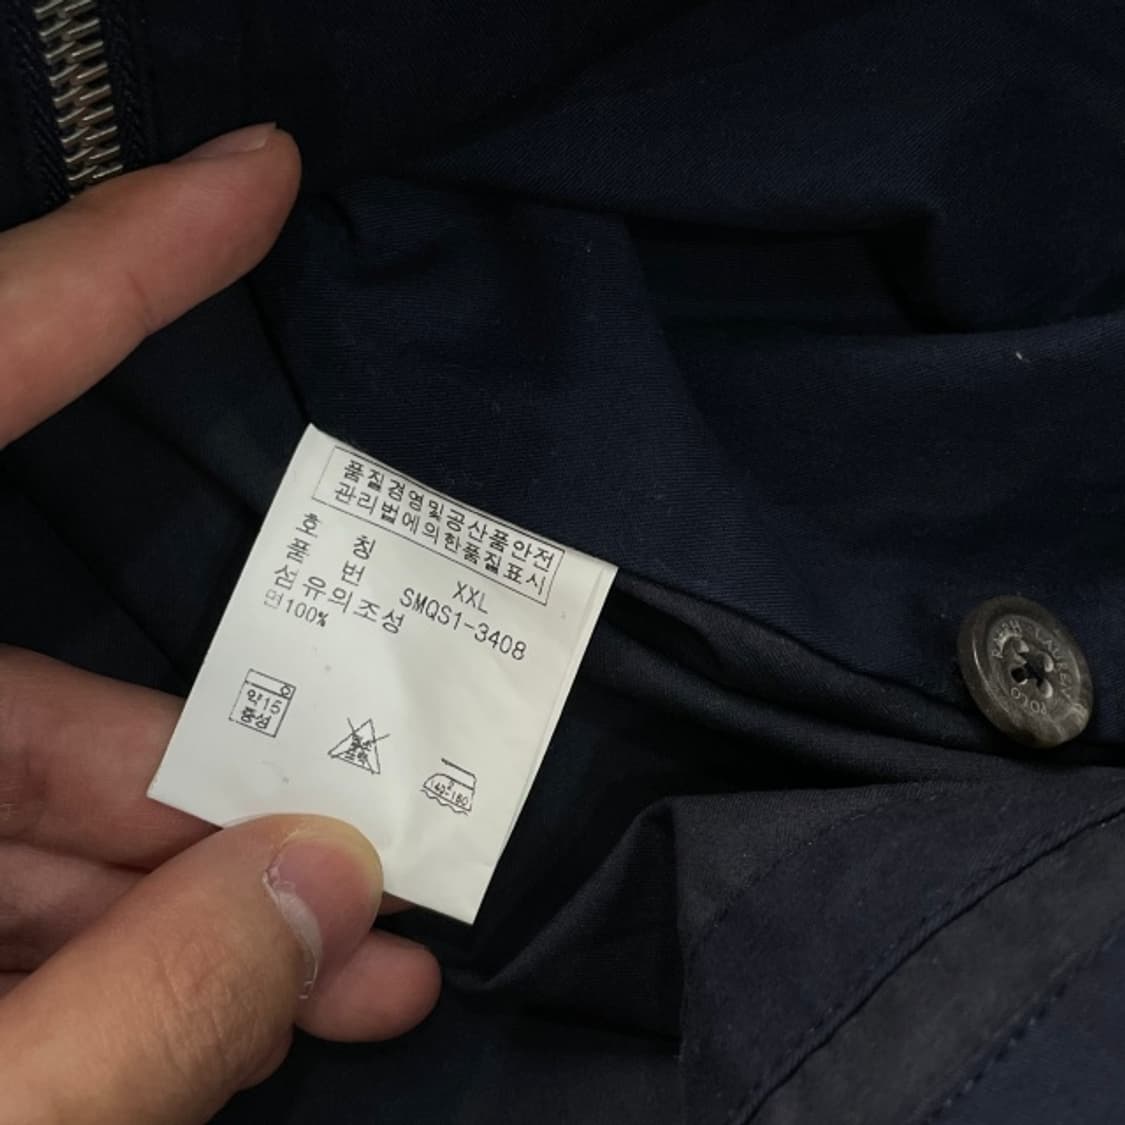 품질경영및공산품안전
관리법에의한품질표시
호 칭 XXL
품 번 SMQS1-3408
섬유의조성
면100%
약15
중성
140-160
POLO RALPH LAUREN